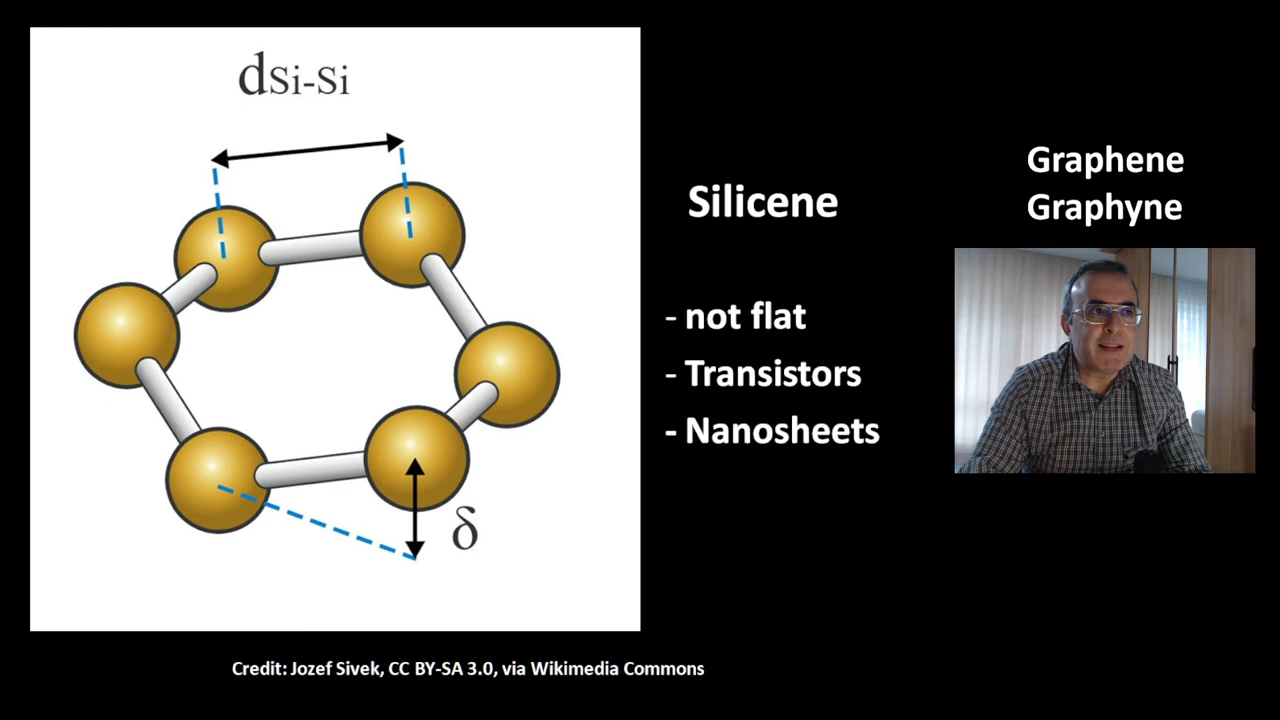 dSi-Si
δ
Silicene
- not flat
- Transistors
- Nanosheets
Graphene
Graphyne
Credit: Jozef Sivek, CC BY-SA 3.0, via Wikimedia Commons